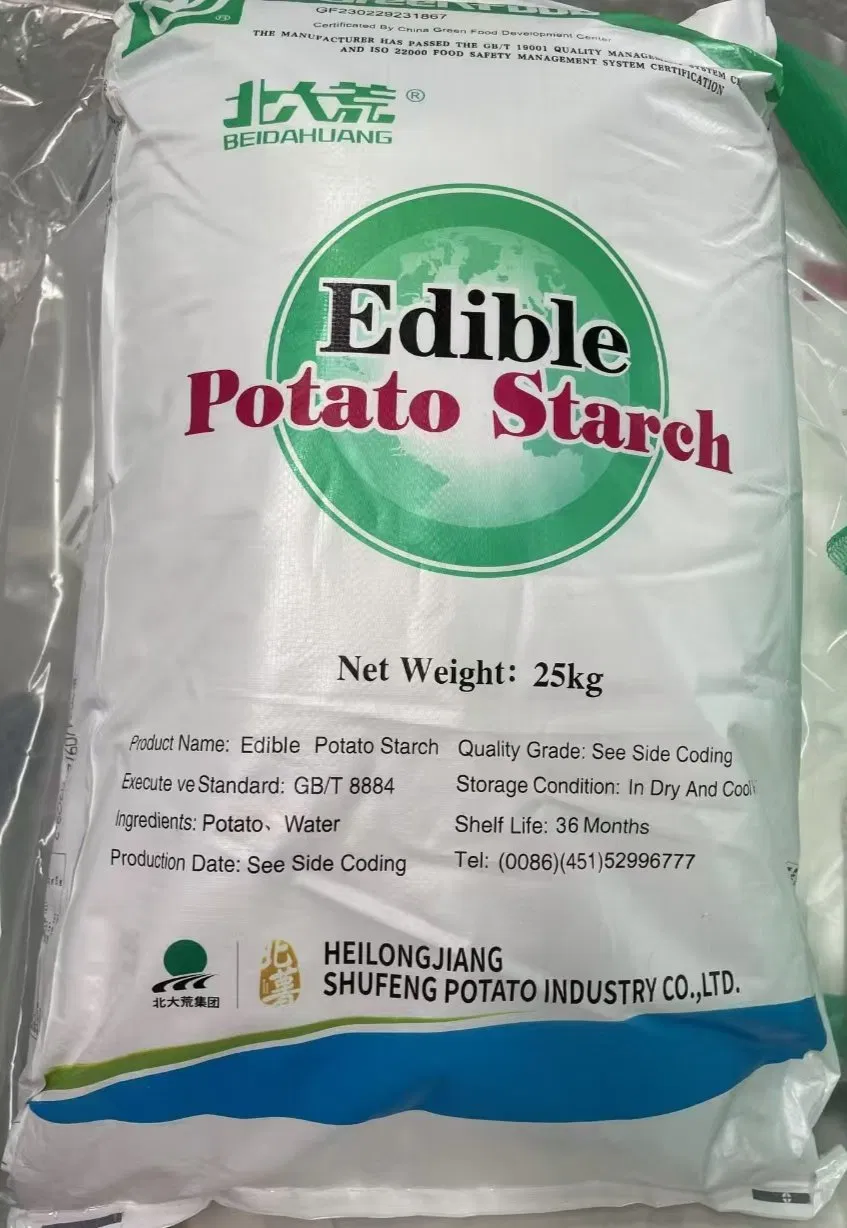 GF230229231867
Certificated By China Green Food Development Center
THE MANUFACTURER HAS PASSED THE GB/T 19001 QUALITY
AND ISO 22000 FOOD SAFETY MANAGEMENT SYSTEM CERTIFICATION
北大荒®
BEIDAHUANG
Edible
Potato Starch
Net Weight: 25kg
Product Name: Edible Potato Starch Quality Grade: See Side Coding
Execute ve Standard: GB/T 8884 Storage Condition: In Dry And Cool
Ingredients: Potato、Water Shelf Life: 36 Months
Production Date: See Side Coding Tel: (0086)(451)52996777
北大荒集团
北薯
HEILONGJIANG
SHUFENG POTATO INDUSTRY CO.,LTD.